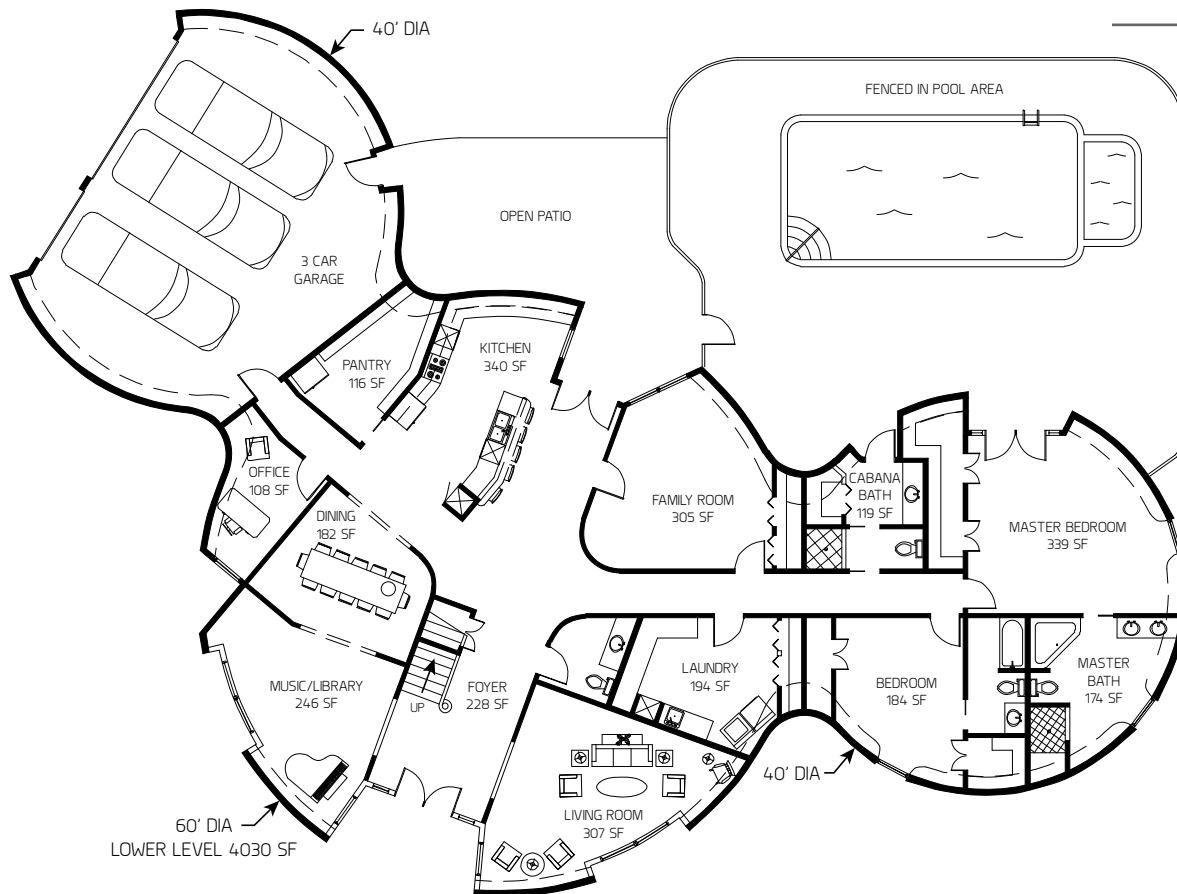 40' DIA
FENCED IN POOL AREA
OPEN PATIO
3 CAR
GARAGE
KITCHEN
340 SF
PANTRY
116 SF
OFFICE
108 SF
DINING
182 SF
FAMILY ROOM
305 SF
CABANA
BATH
119 SF
MASTER BEDROOM
339 SF
MUSIC/LIBRARY
246 SF
UP
FOYER
228 SF
LAUNDRY
194 SF
BEDROOM
184 SF
MASTER
BATH
174 SF
LIVING ROOM
307 SF
40' DIA
60' DIA
LOWER LEVEL 4030 SF